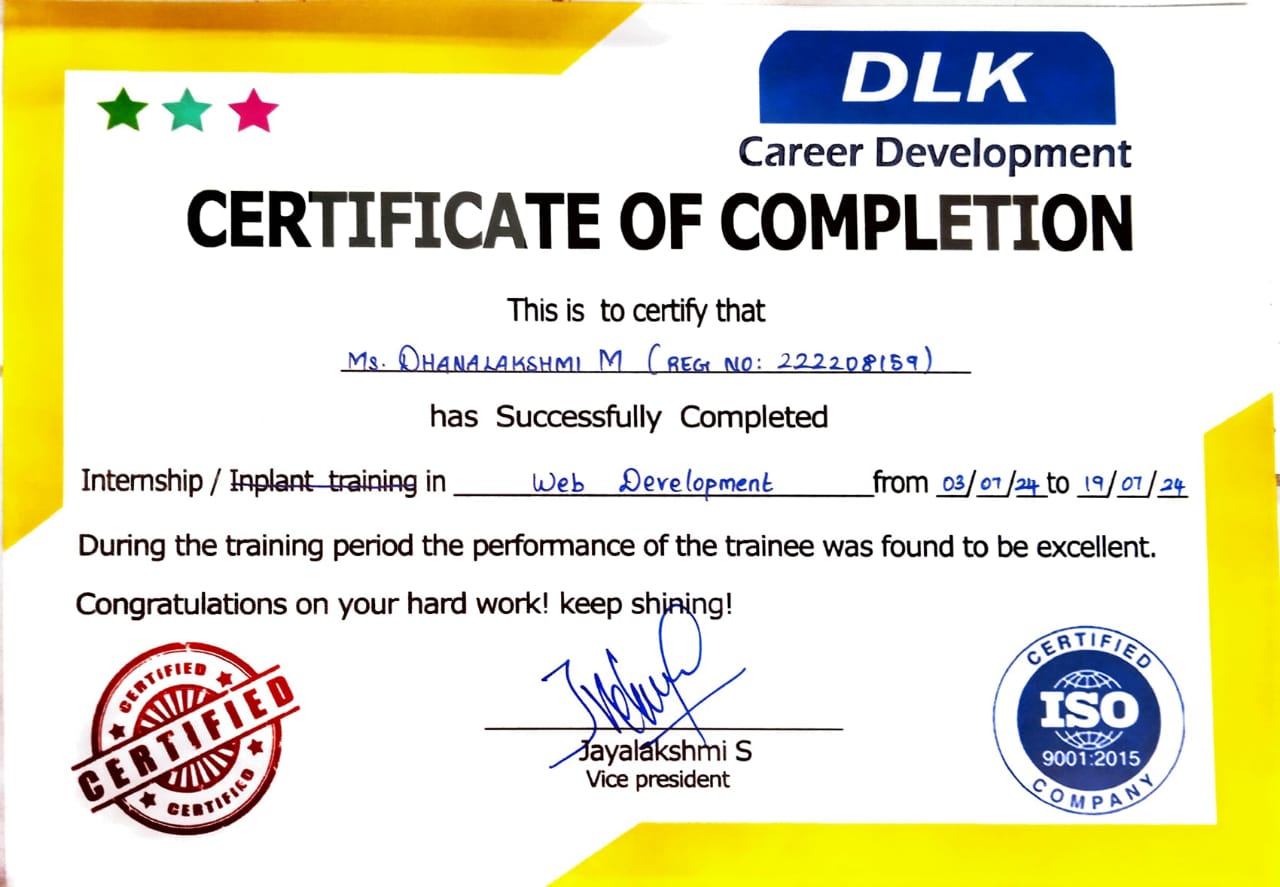 DLK
Career Development
CERTIFICATE OF COMPLETION
This is to certify that
Ms. DHANALAKSHMI M (REG NO: 222208159)
has Successfully Completed
Internship / Inplant training in Web Development from 03/07/24 to 19/07/24
During the training period the performance of the trainee was found to be excellent.
Congratulations on your hard work! keep shining!
CERTIFIED
CERTIFIED
CERTIFIED
Jayalakshmi S
Vice president
CERTIFIED
ISO
9001:2015
COMPANY